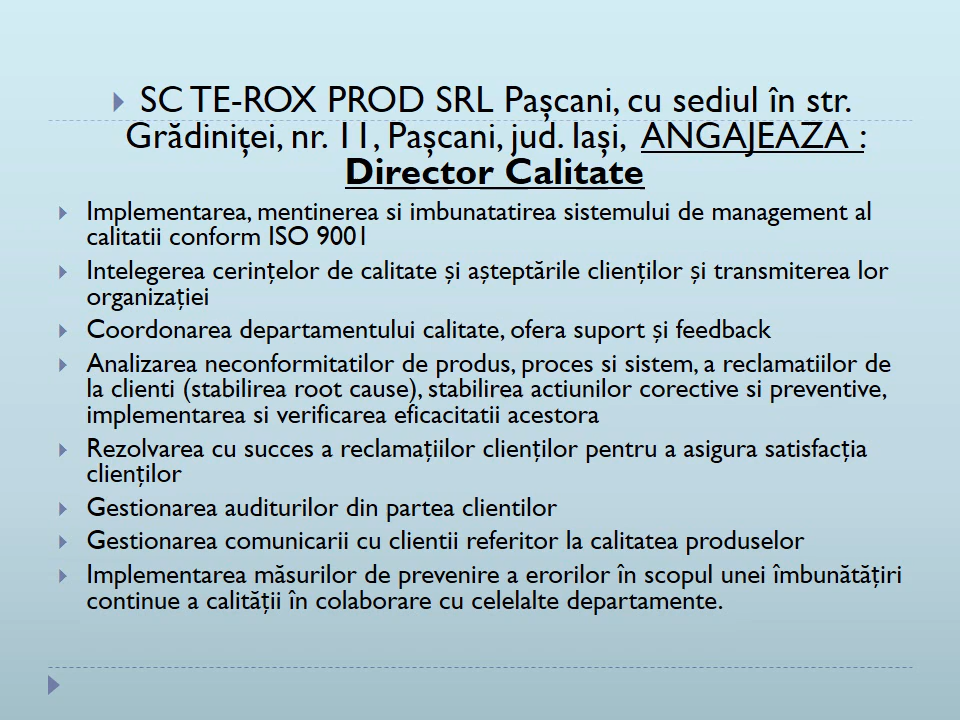 SC TE-ROX PROD SRL Pașcani, cu sediul în str.
Grădiniței, nr. 11, Pașcani, jud. Iași, ANGAJEAZA :
Director Calitate
Implementarea, mentinerea si imbunatatirea sistemului de management al
calitatii conform ISO 9001
Intelegerea cerințelor de calitate și așteptările clienților și transmiterea lor
organizației
Coordonarea departamentului calitate, ofera suport și feedback
Analizarea neconformitatilor de produs, proces si sistem, a reclamatiilor de
la clienti (stabilirea root cause), stabilirea actiunilor corective si preventive,
implementarea si verificarea eficacitatii acestora
Rezolvarea cu succes a reclamațiilor clienților pentru a asigura satisfacția
clienților
Gestionarea auditurilor din partea clientilor
Gestionarea comunicarii cu clientii referitor la calitatea produselor
Implementarea măsurilor de prevenire a erorilor în scopul unei îmbunătățiri
continue a calității în colaborare cu celelalte departamente.